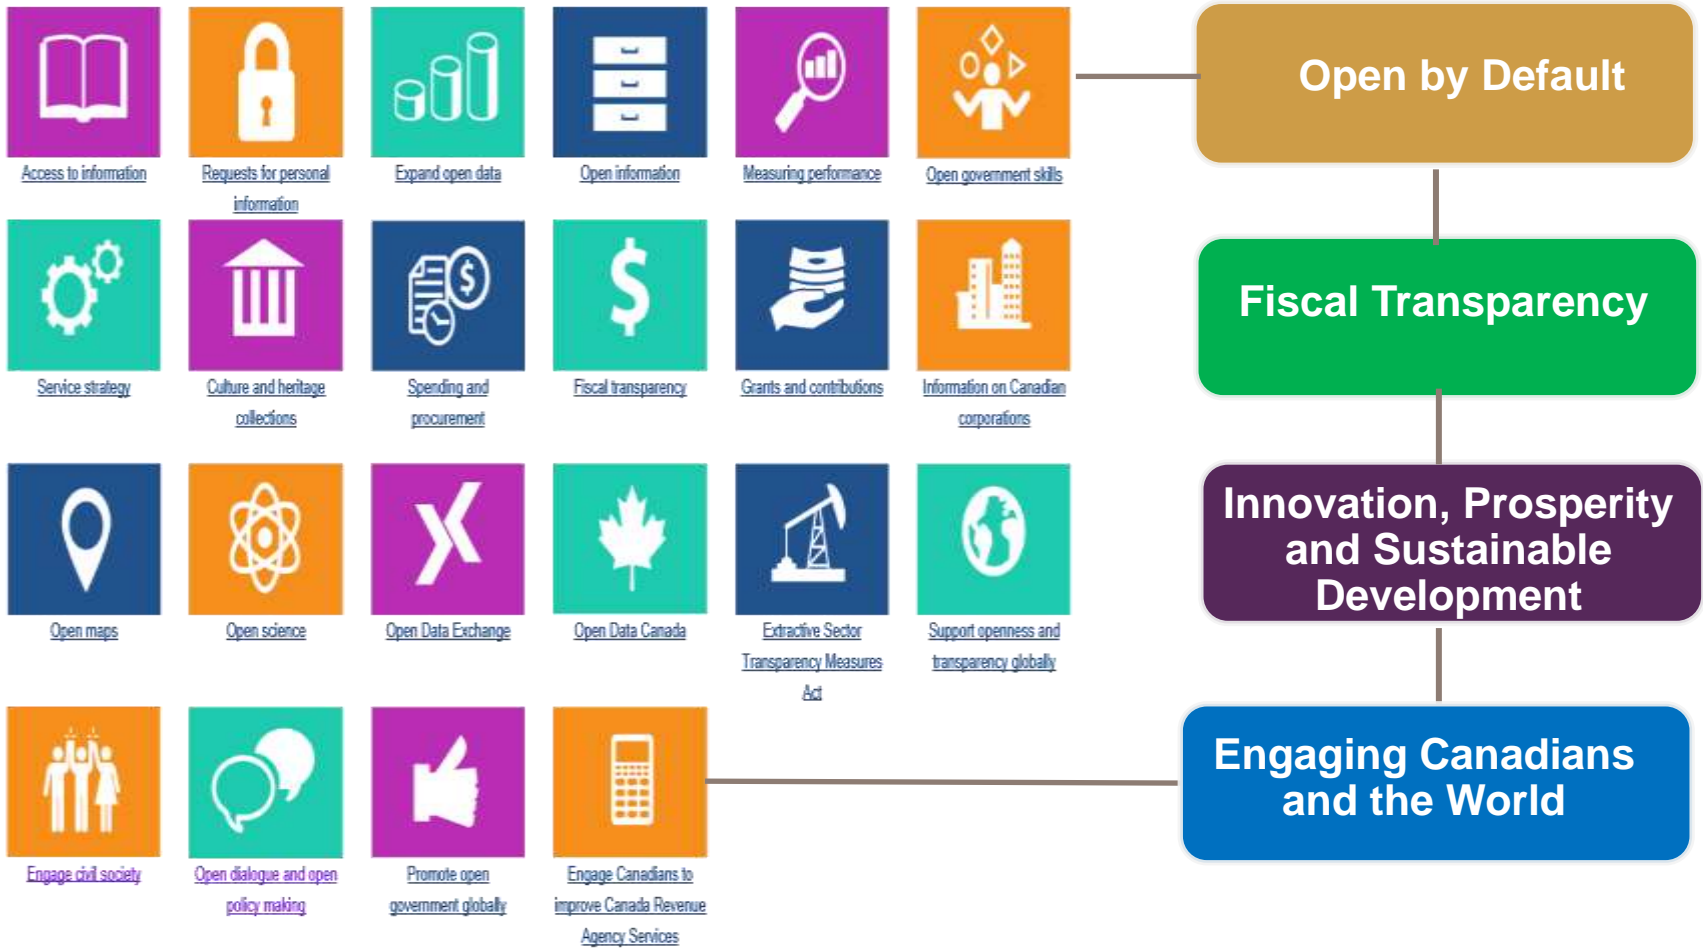 Access to information
Requests for personal
information
Expand open data
Open information
Measuring performance
Open government skills
Open by Default
Service strategy
Culture and heritage
collections
Spending and
procurement
Fiscal transparency
Grants and contributions
Information on Canadian
corporations
Fiscal Transparency
Open maps
Open science
Open Data Exchange
Open Data Canada
Extractive Sector
Transparency Measures
Act
Support openness and
transparency globally
Innovation, Prosperity
and Sustainable
Development
Engage civil society
Open dialogue and open
policy making
Promote open
government globally
Engage Canadians to
improve Canada Revenue
Agency Services
Engaging Canadians
and the World